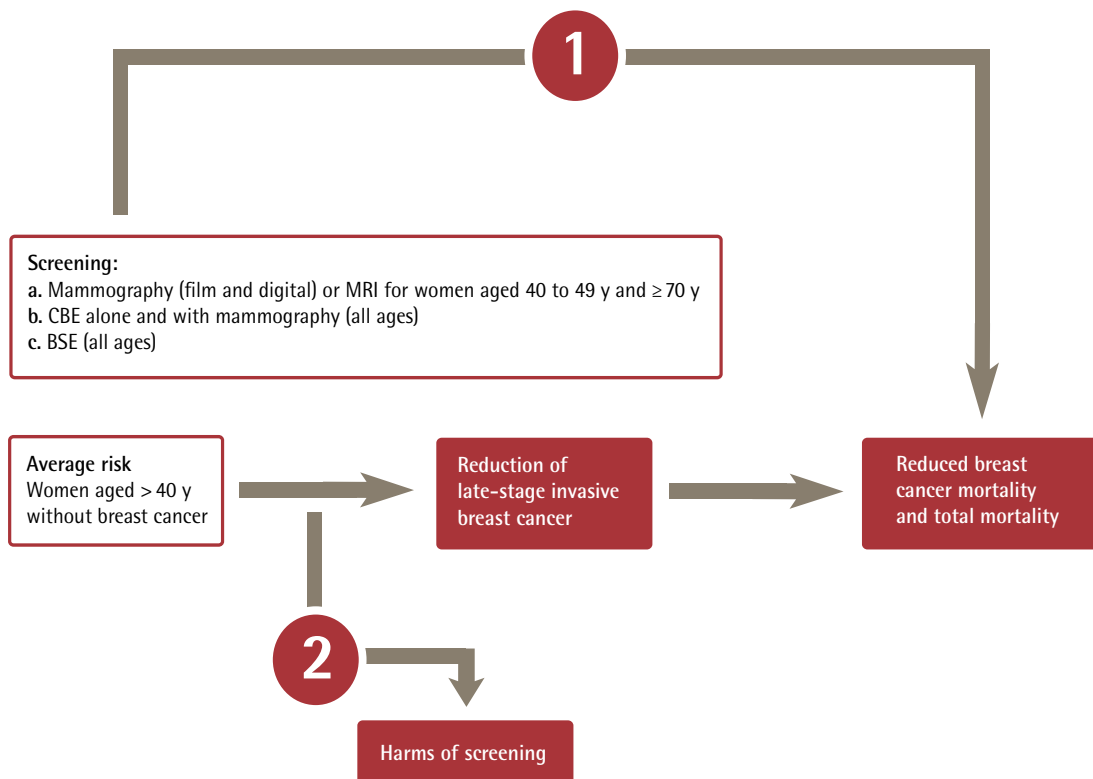 1
Screening:
a. Mammography (film and digital) or MRI for women aged 40 to 49 y and ≥ 70 y
b. CBE alone and with mammography (all ages)
c. BSE (all ages)
Average risk
Women aged > 40 y
without breast cancer
Reduction of
late-stage invasive
breast cancer
Reduced breast
cancer mortality
and total mortality
2
Harms of screening